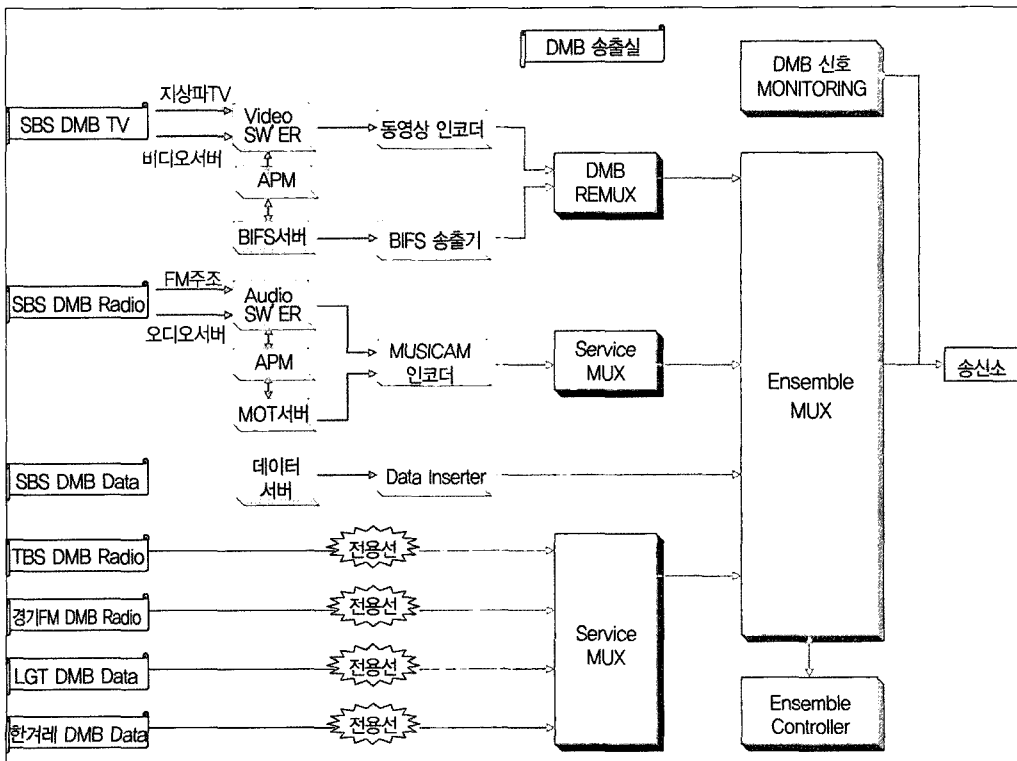 DMB 송출실
DMB 신호
MONITORING
SBS DMB TV
지상파TV
비디오서버
Video
SW'ER
동영상 인코더
APM
BIFS서버
BIFS 송출기
DMB
REMUX
SBS DMB Radio
FM주조
오디오서버
Audio
SW'ER
APM
MOT서버
MUSICAM
인코더
Service
MUX
Ensemble
MUX
송신소
SBS DMB Data
데이터
서버
Data Inserter
TBS DMB Radio
전용선
경기FM DMB Radio
전용선
LGT DMB Data
전용선
한겨레 DMB Data
전용선
Service
MUX
Ensemble
Controller